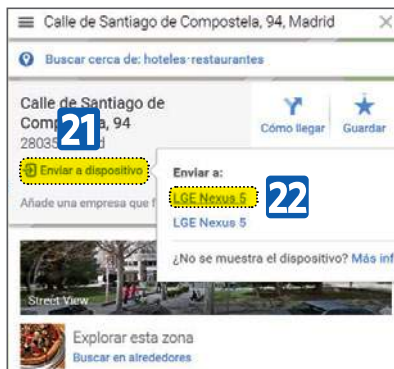 Calle de Santiago de Compostela, 94, Madrid
Buscar cerca de: hoteles·restaurantes
Calle de Santiago de
94
Cómo llegar
Guardar
21
Enviar a dispositivo
Añade una empresa que
Enviar a:
LGE Nexus 5
22
LGE Nexus 5
¿No se muestra el dispositivo? Más inf
Street View
Explorar esta zona
Buscar en alrededores